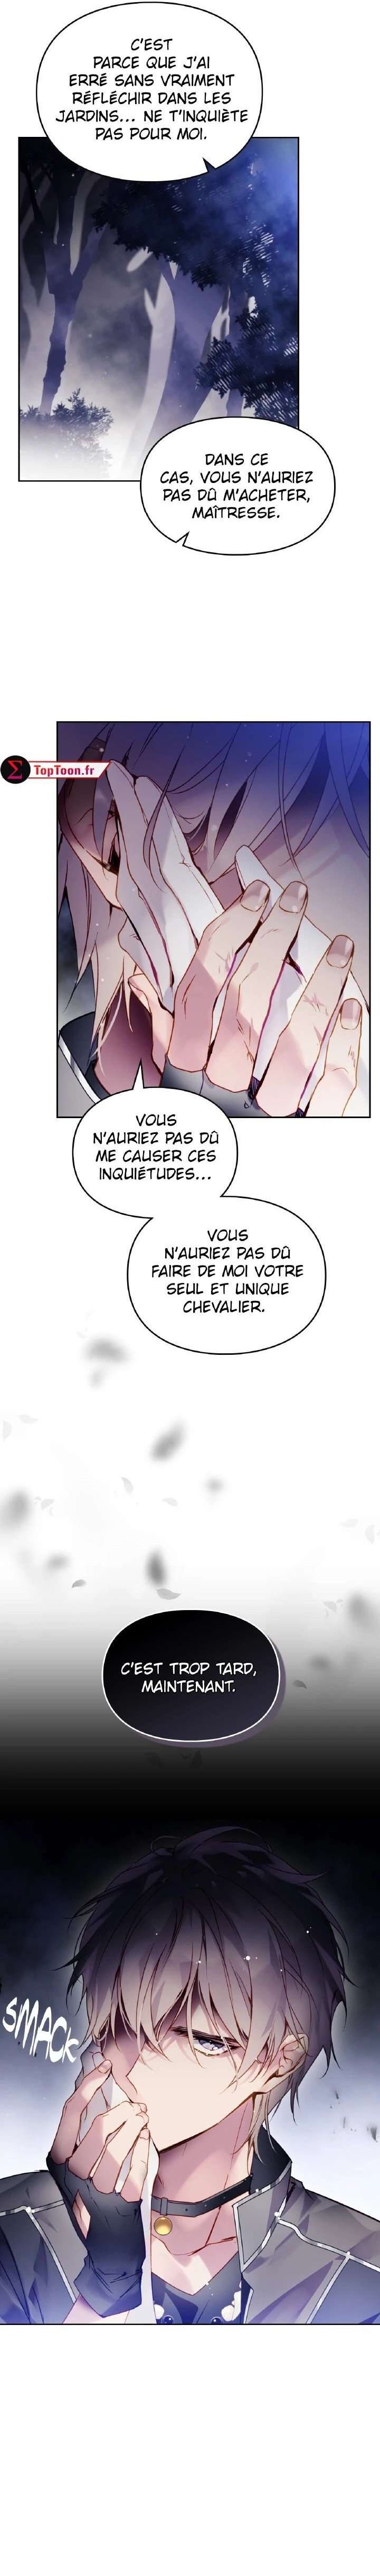 C'EST
PARCE QUE J'AI
ERRÉ SANS VRAIMENT
RÉFLÉCHIR DANS LES
JARDINS... NE T'INQUIÈTE
PAS POUR MOI.
DANS CE
CAS, VOUS N'AURIEZ
PAS DÛ M'ACHETER,
MAÎTRESSE.
TopToon.fr
VOUS
N'AURIEZ PAS DÛ
ME CAUSER CES
INQUIÉTUDES...
VOUS
N'AURIEZ PAS DÛ
FAIRE DE MOI VOTRE
SEUL ET UNIQUE
CHEVALIER.
C'EST TROP TARD,
MAINTENANT.
SMACK